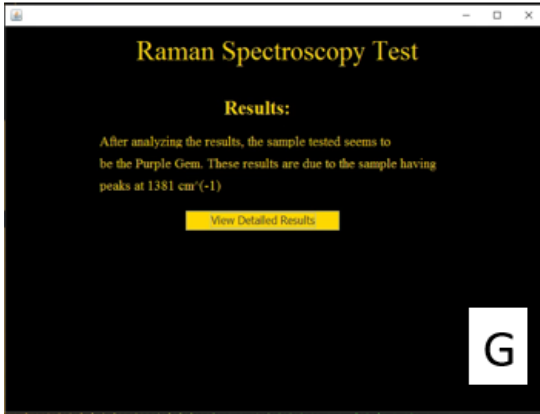 Raman Spectroscopy Test
Results:
After analyzing the results, the sample tested seems to
be the Purple Gem. These results are due to the sample having
peaks at 1381 cm^(-1)
View Detailed Results
G